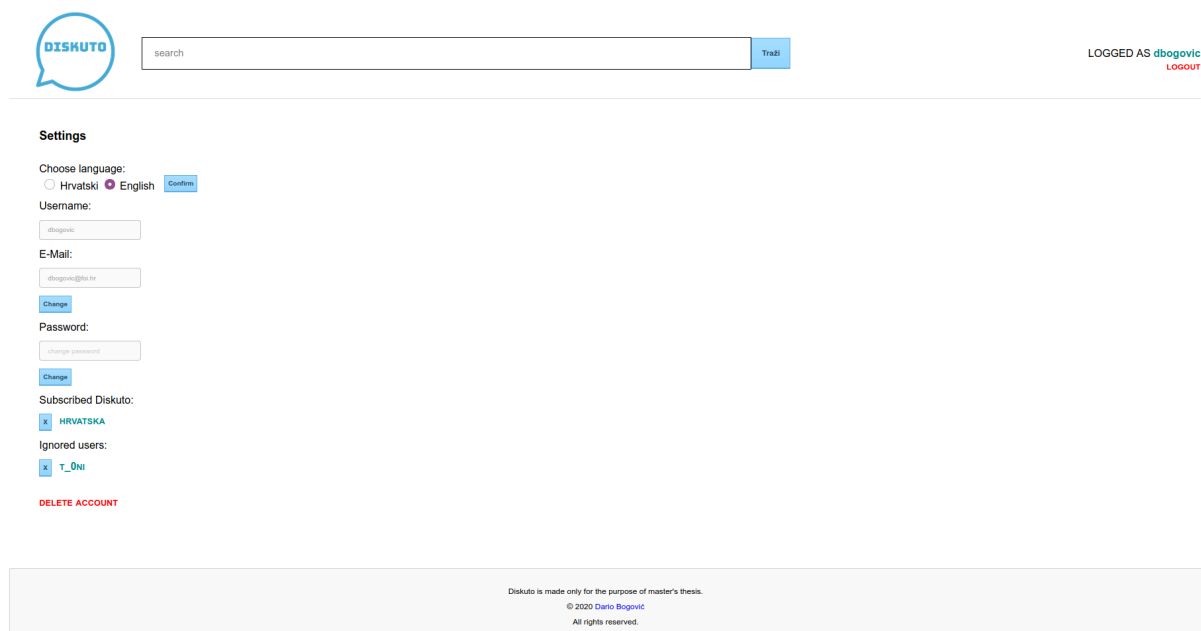 DISKUTO
search
Traži
LOGGED AS dbogovic
LOGOUT
Settings
Choose language:
Hrvatski English Confirm
Username:
dbogovic
E-Mail:
dbogovic@foi.hr
Change
Password:
change password
Change
Subscribed Diskuto:
x HRVATSKA
Ignored users:
x T_0NI
DELETE ACCOUNT
Diskuto is made only for the purpose of master's thesis.
© 2020 Dario Bogović
All rights reserved.